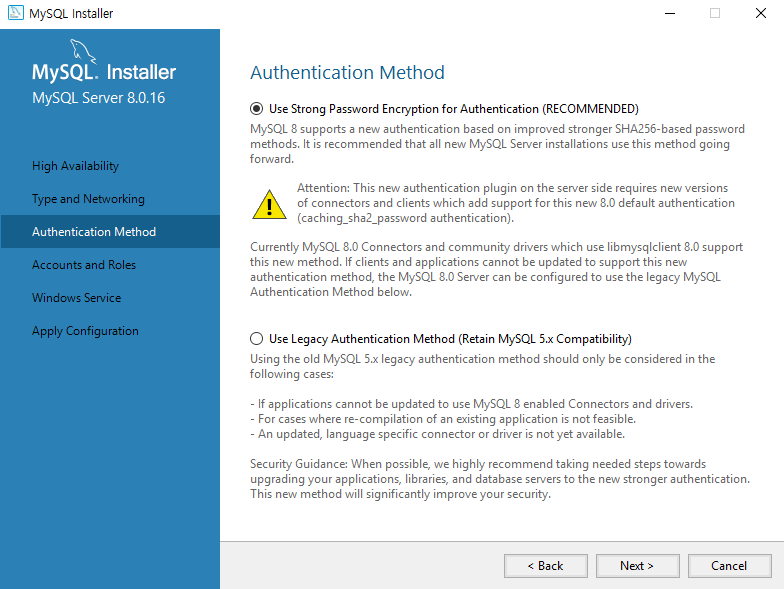 MySQL Installer
MySQL. Installer
MySQL Server 8.0.16
High Availability
Type and Networking
Authentication Method
Accounts and Roles
Windows Service
Apply Configuration
Authentication Method
Use Strong Password Encryption for Authentication (RECOMMENDED)
MySQL 8 supports a new authentication based on improved stronger SHA256-based password
methods. It is recommended that all new MySQL Server installations use this method going
forward.
Attention: This new authentication plugin on the server side requires new versions
of connectors and clients which add support for this new 8.0 default authentication
(caching_sha2_password authentication).
Currently MySQL 8.0 Connectors and community drivers which use libmysqlclient 8.0 support
this new method. If clients and applications cannot be updated to support this new
authentication method, the MySQL 8.0 Server can be configured to use the legacy MySQL
Authentication Method below.
Use Legacy Authentication Method (Retain MySQL 5.x Compatibility)
Using the old MySQL 5.x legacy authentication method should only be considered in the
following cases:
- If applications cannot be updated to use MySQL 8 enabled Connectors and drivers.
- For cases where re-compilation of an existing application is not feasible.
- An updated, language specific connector or driver is not yet available.
Security Guidance: When possible, we highly recommend taking needed steps towards
upgrading your applications, libraries, and database servers to the new stronger authentication.
This new method will significantly improve your security.
< Back
Next >
Cancel